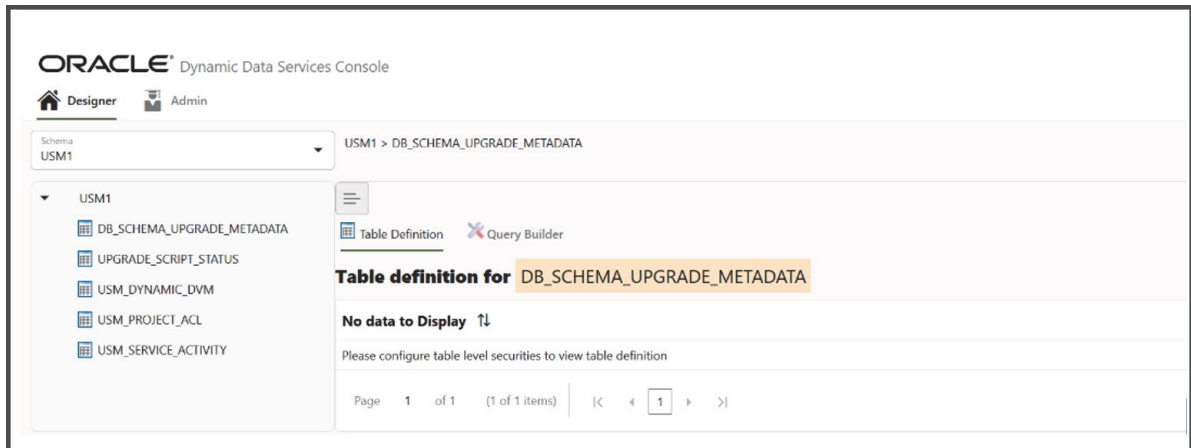 ORACLE® Dynamic Data Services Console
Designer Admin
Schema
USM1
USM1 > DB_SCHEMA_UPGRADE_METADATA
USM1
DB_SCHEMA_UPGRADE_METADATA
UPGRADE_SCRIPT_STATUS
USM_DYNAMIC_DVM
USM_PROJECT_ACL
USM_SERVICE_ACTIVITY
Table Definition Query Builder
Table definition for DB_SCHEMA_UPGRADE_METADATA
No data to Display
Please configure table level securities to view table definition
Page 1 of 1 (1 of 1 items) 1